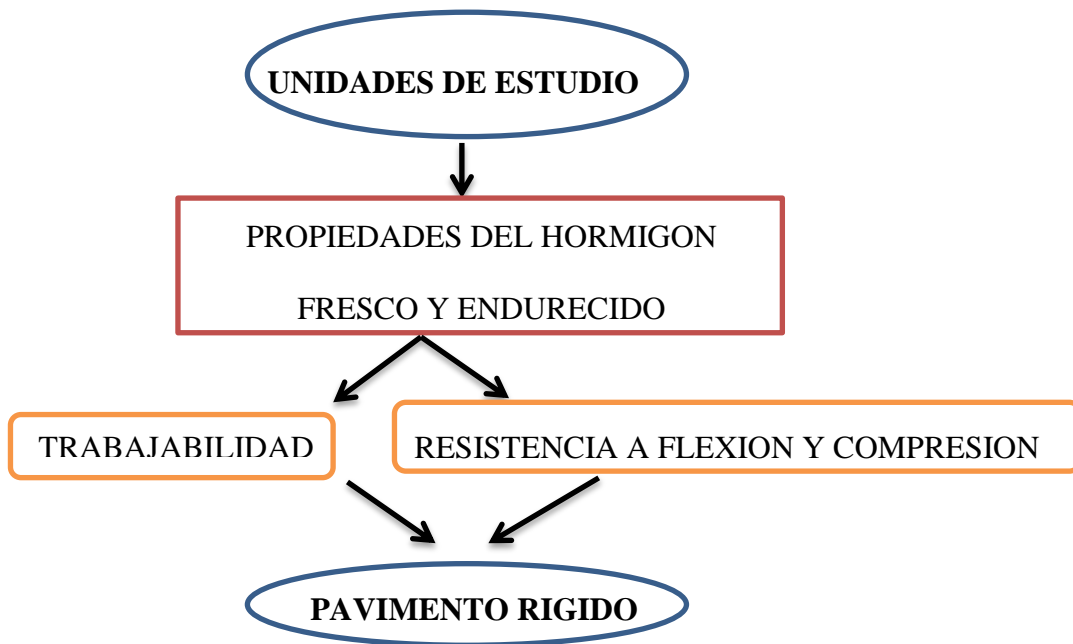 UNIDADES DE ESTUDIO
PROPIEDADES DEL HORMIGON
FRESCO Y ENDURECIDO
TRABAJABILIDAD
RESISTENCIA A FLEXION Y COMPRESION
PAVIMENTO RIGIDO